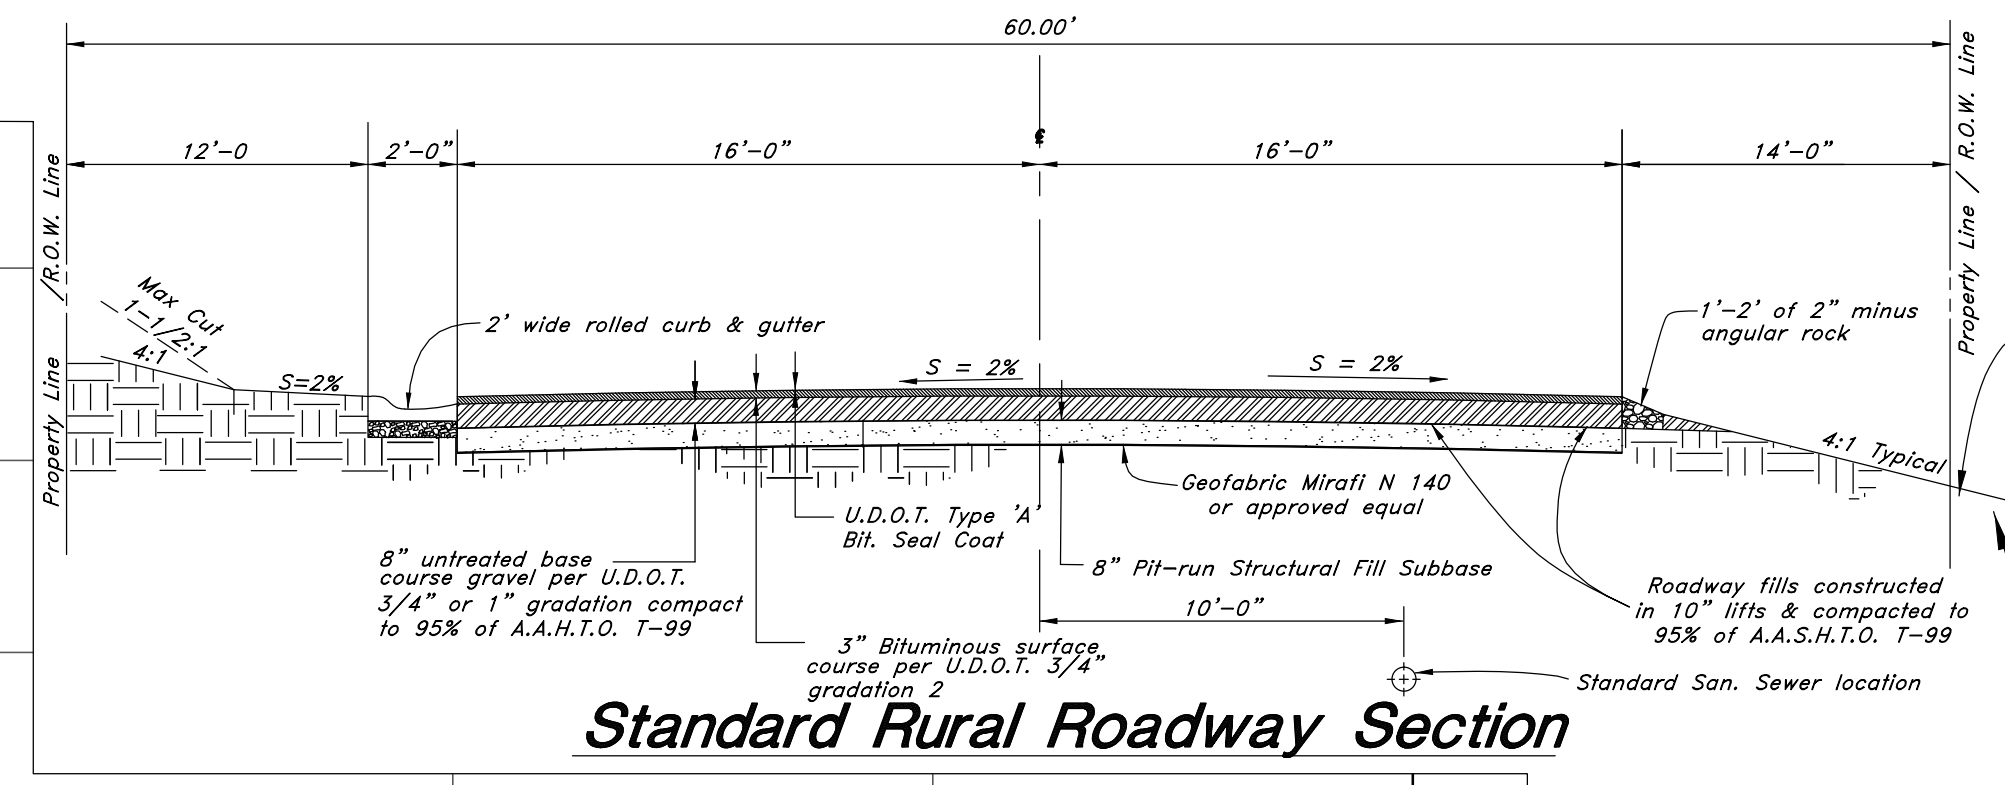 60.00'
12'-0
2'-0"
16'-0"
16'-0"
14'-0"
Property Line / R.O.W. Line
Property Line / R.O.W. Line
Max Cut
1-1/2:1
4:1
S=2%
2' wide rolled curb & gutter
S = 2%
S = 2%
1'-2' of 2" minus
angular rock
4:1 Typical
Geofabric Mirafi N 140
or approved equal
U.D.O.T. Type 'A'
Bit. Seal Coat
8" untreated base
course gravel per U.D.O.T.
3/4" or 1" gradation compact
to 95% of A.A.H.T.O. T-99
8" Pit-run Structural Fill Subbase
10'-0"
Roadway fills constructed
in 10" lifts & compacted to
95% of A.A.S.H.T.O. T-99
3" Bituminous surface
course per U.D.O.T. 3/4"
gradation 2
Standard San. Sewer location
Standard Rural Roadway Section